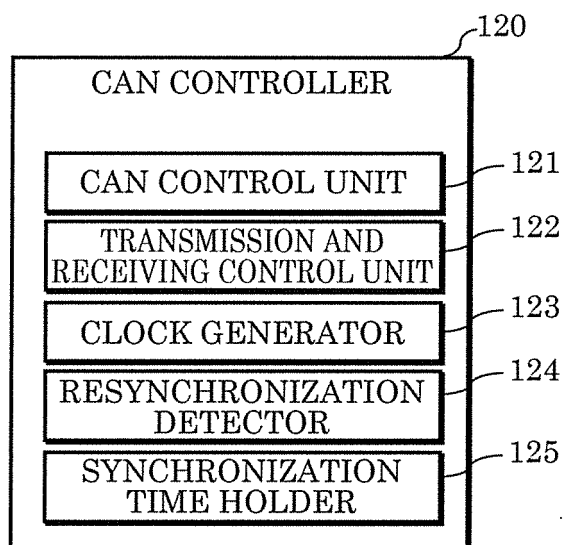 120
CAN CONTROLLER
CAN CONTROL UNIT
121
TRANSMISSION AND
RECEIVING CONTROL UNIT
122
CLOCK GENERATOR
123
RESYNCHRONIZATION
DETECTOR
124
SYNCHRONIZATION
TIME HOLDER
125